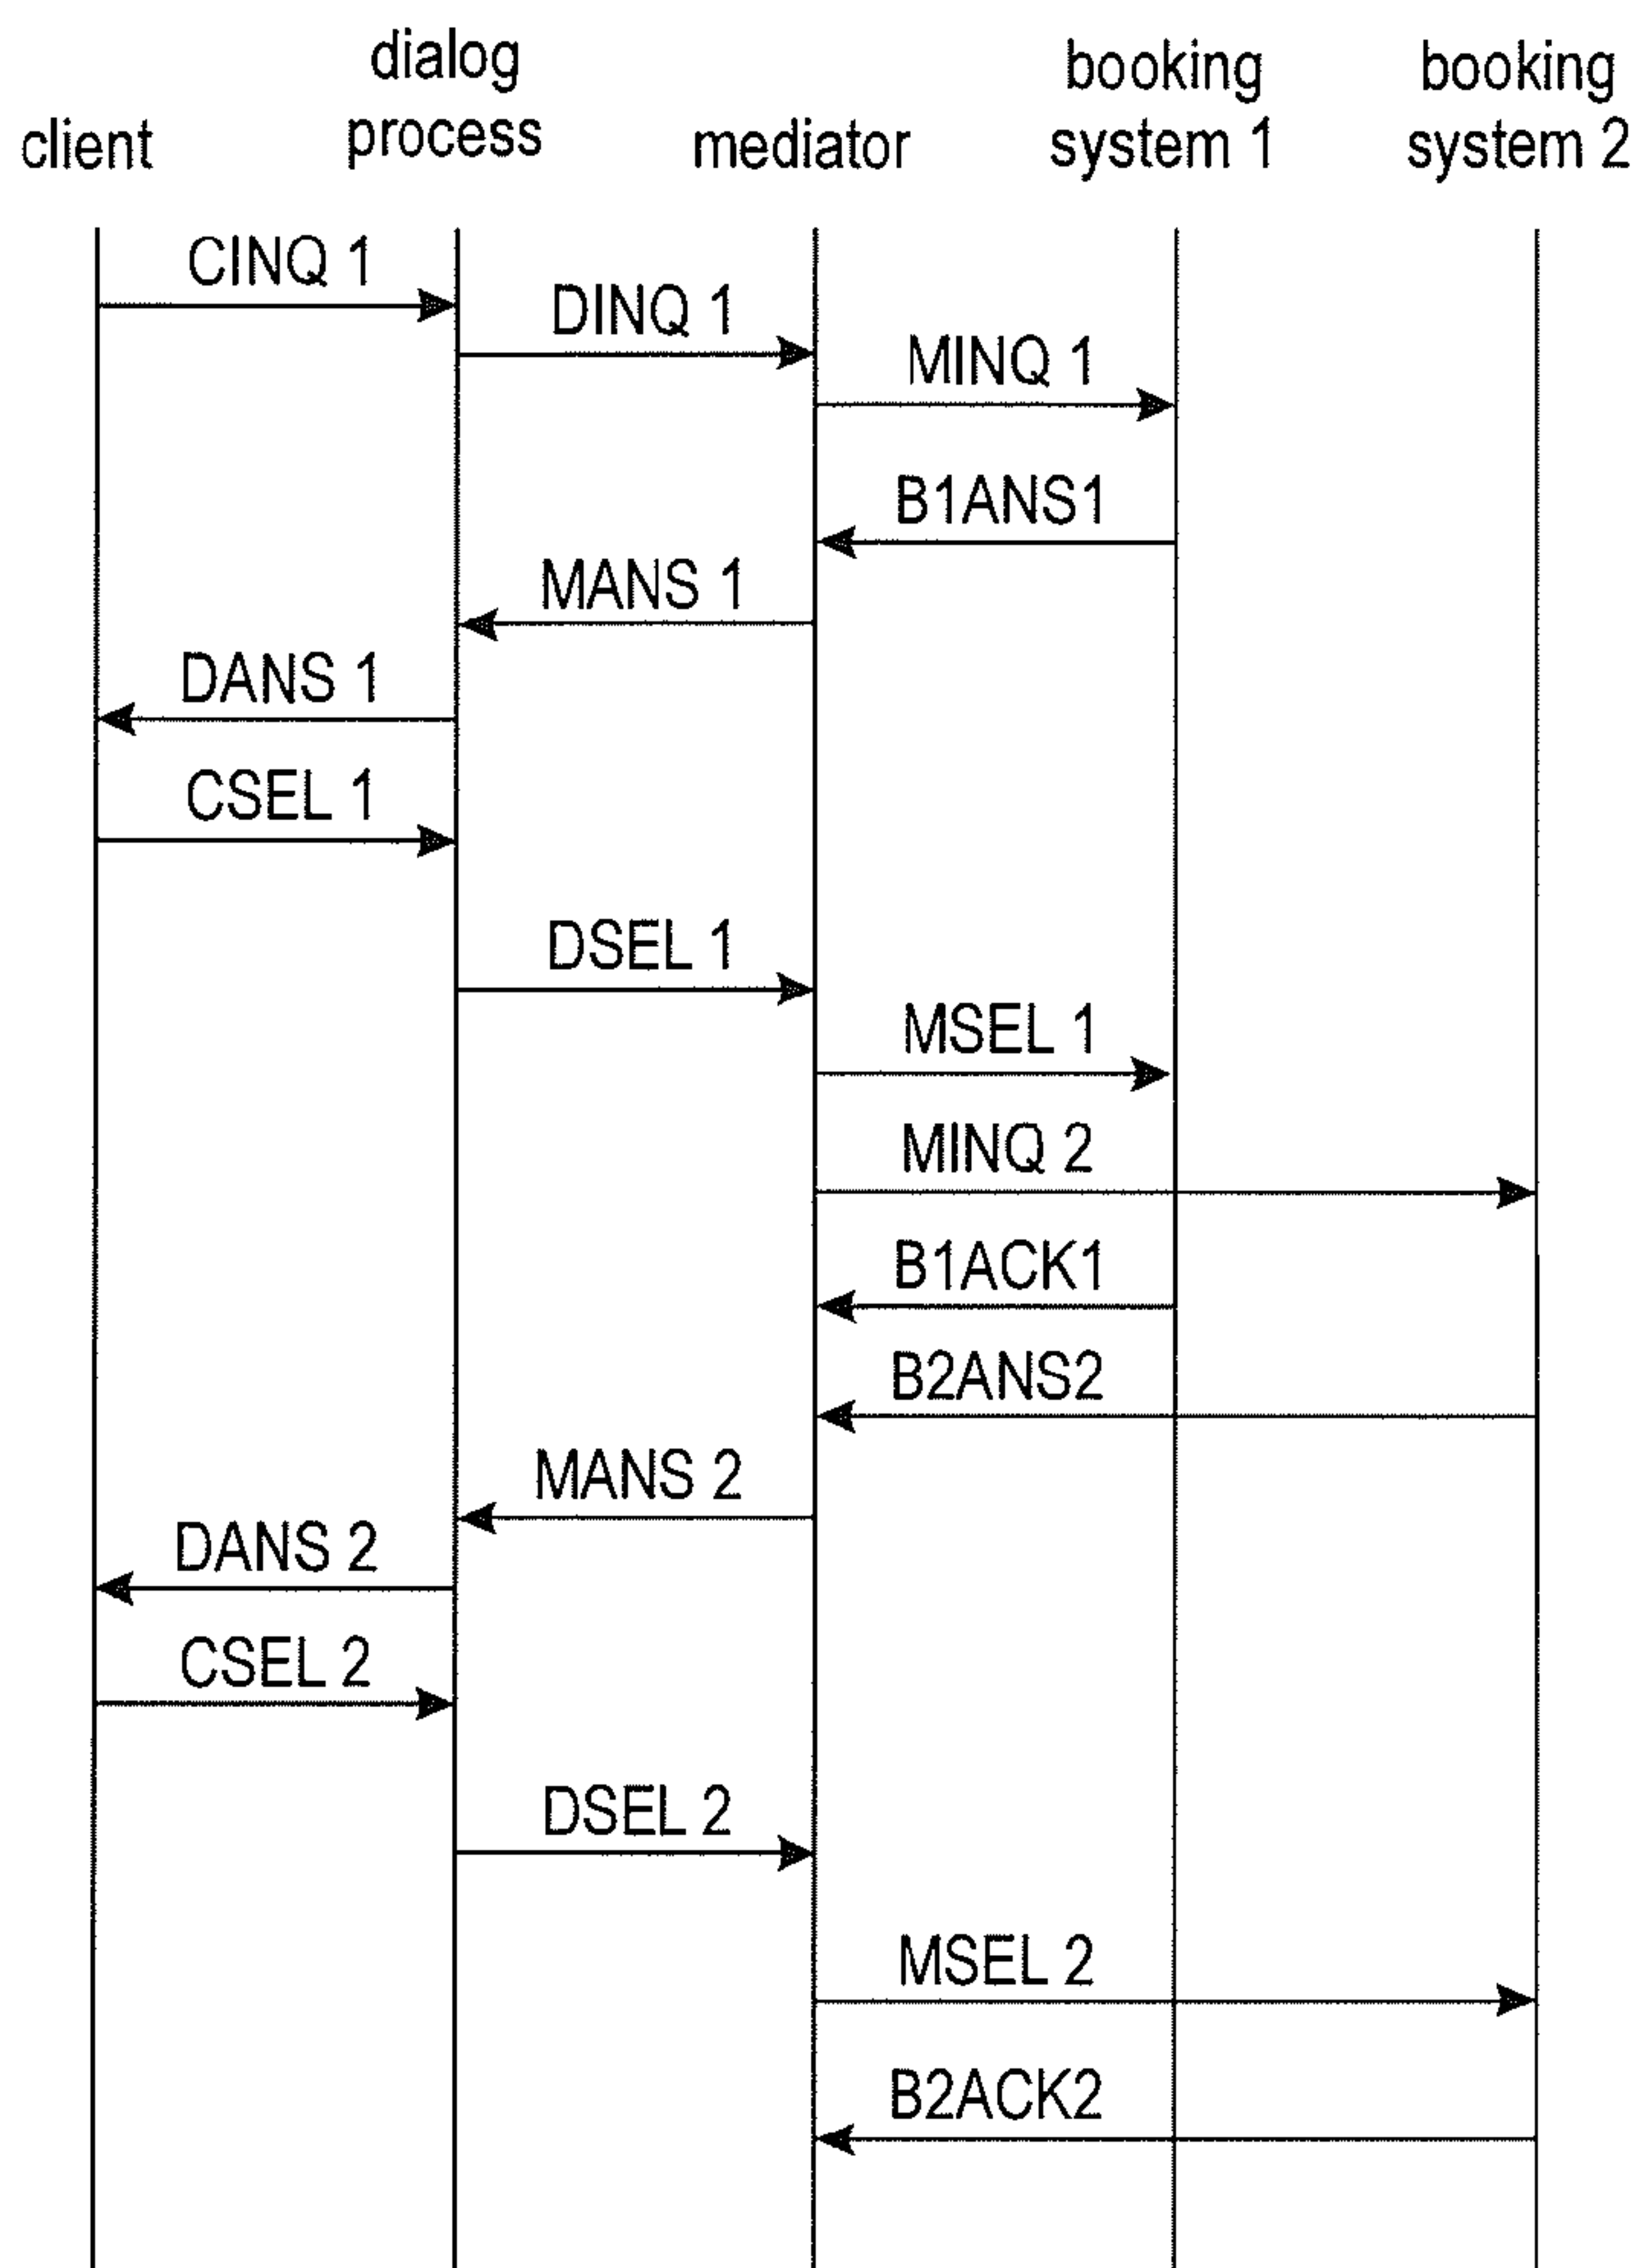 client
dialog
process
mediator
booking
system 1
booking
system 2
CINQ 1
DINQ 1
MINQ 1
B1ANS1
MANS 1
DANS 1
CSEL 1
DSEL 1
MSEL 1
MINQ 2
B1ACK1
B2ANS2
MANS 2
DANS 2
CSEL 2
DSEL 2
MSEL 2
B2ACK2